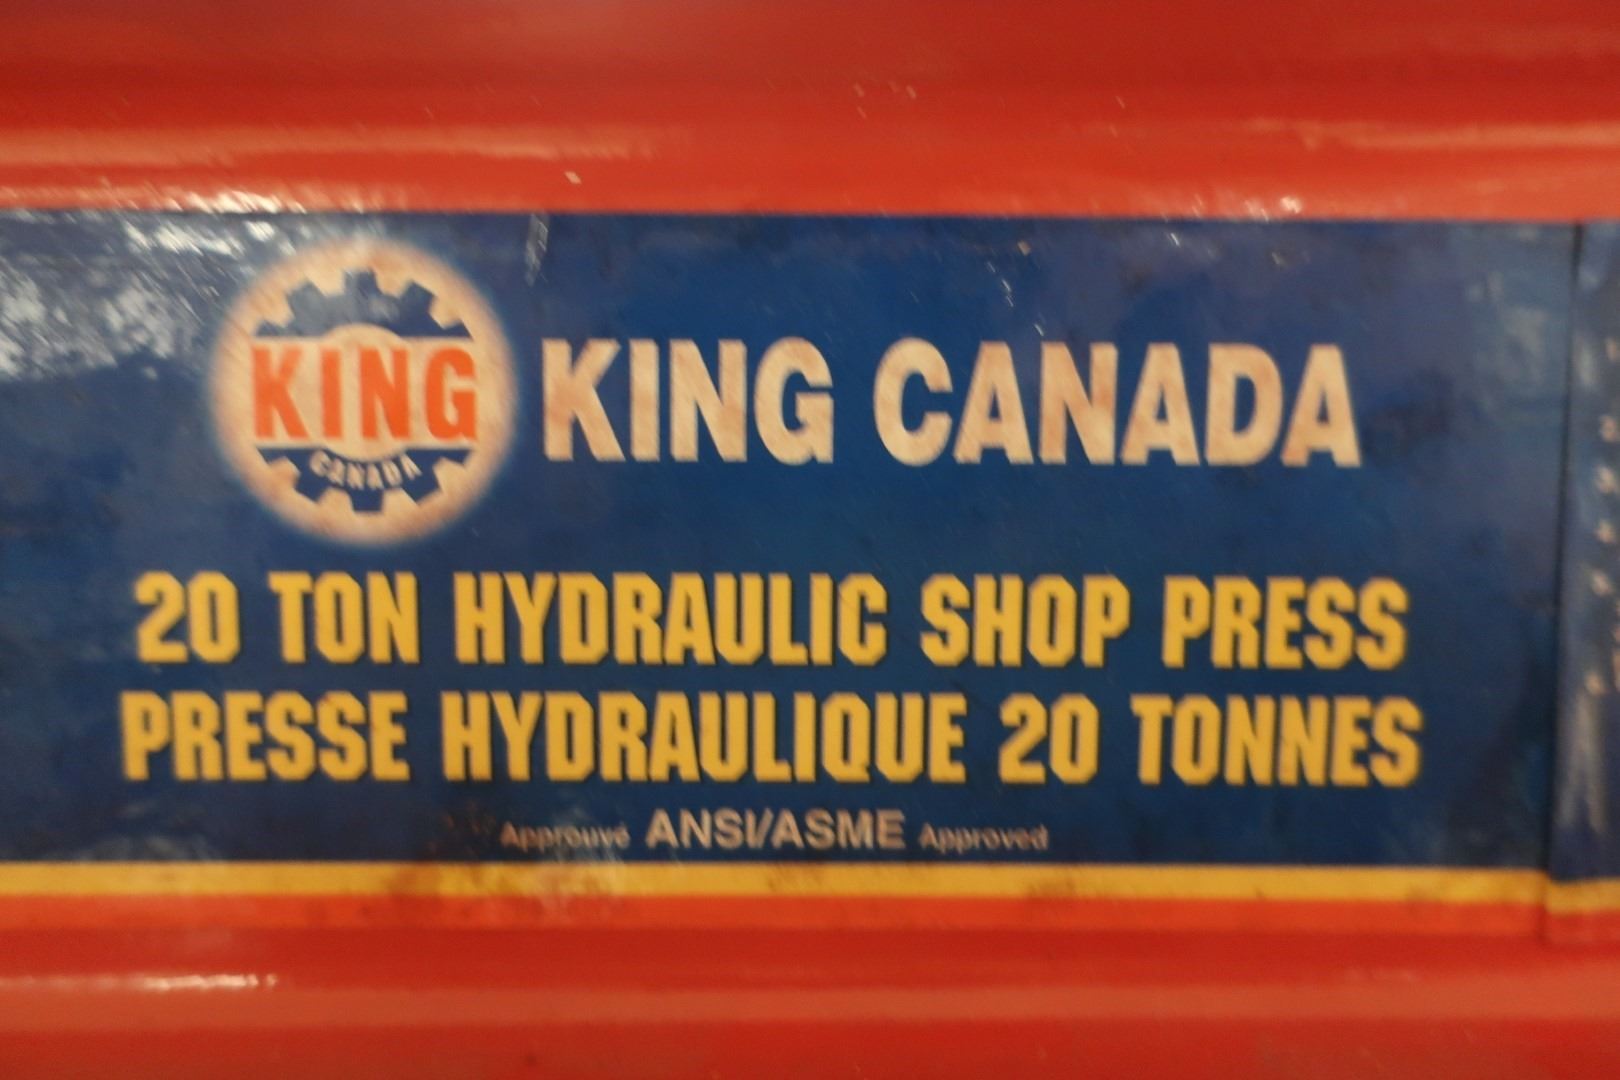 KING
CANADA
KING CANADA
20 TON HYDRAULIC SHOP PRESS
PRESSE HYDRAULIQUE 20 TONNES
Approuvé ANSI/ASME Approved